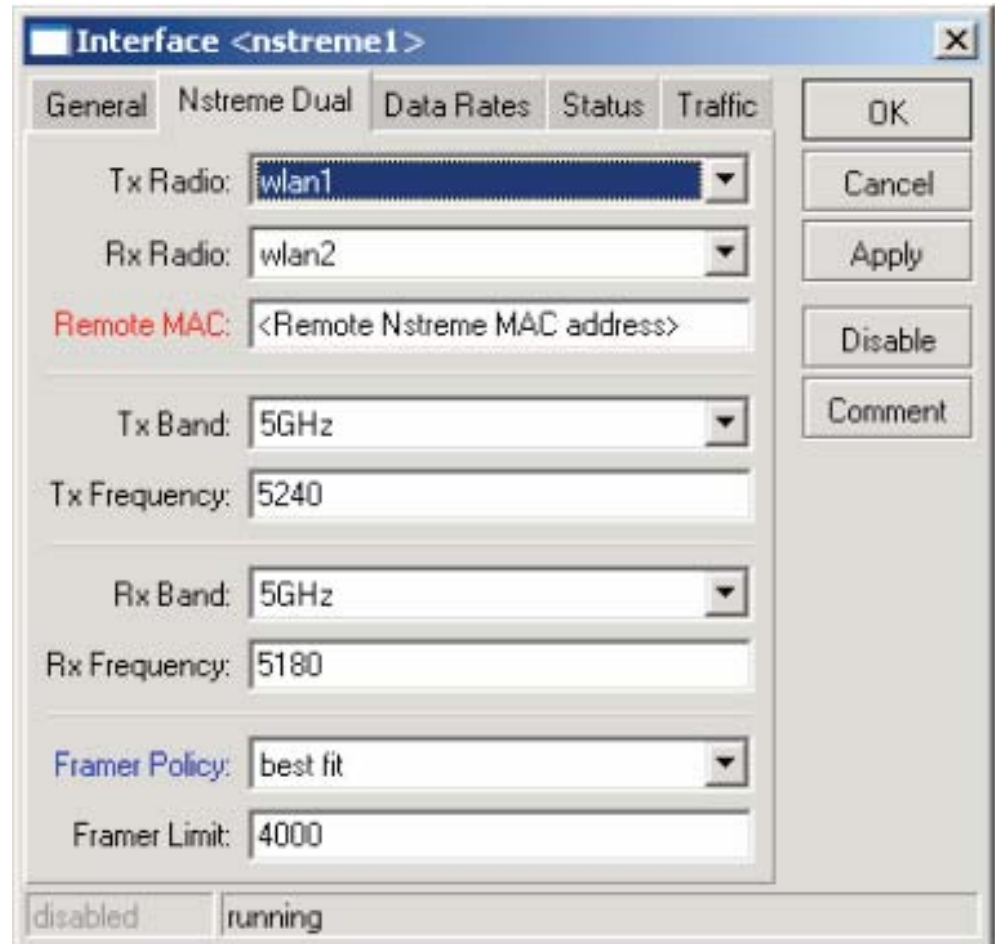 Interface <nstreme1>
General Nstreme Dual Data Rates Status Traffic
OK
Tx Radio: wlan1
Cancel
Rx Radio: wlan2
Apply
Remote MAC: <Remote Nstreme MAC address>
Disable
Tx Band: 5GHz
Comment
Tx Frequency: 5240
Rx Band: 5GHz
Rx Frequency: 5180
Framer Policy: best fit
Framer Limit: 4000
disabled running